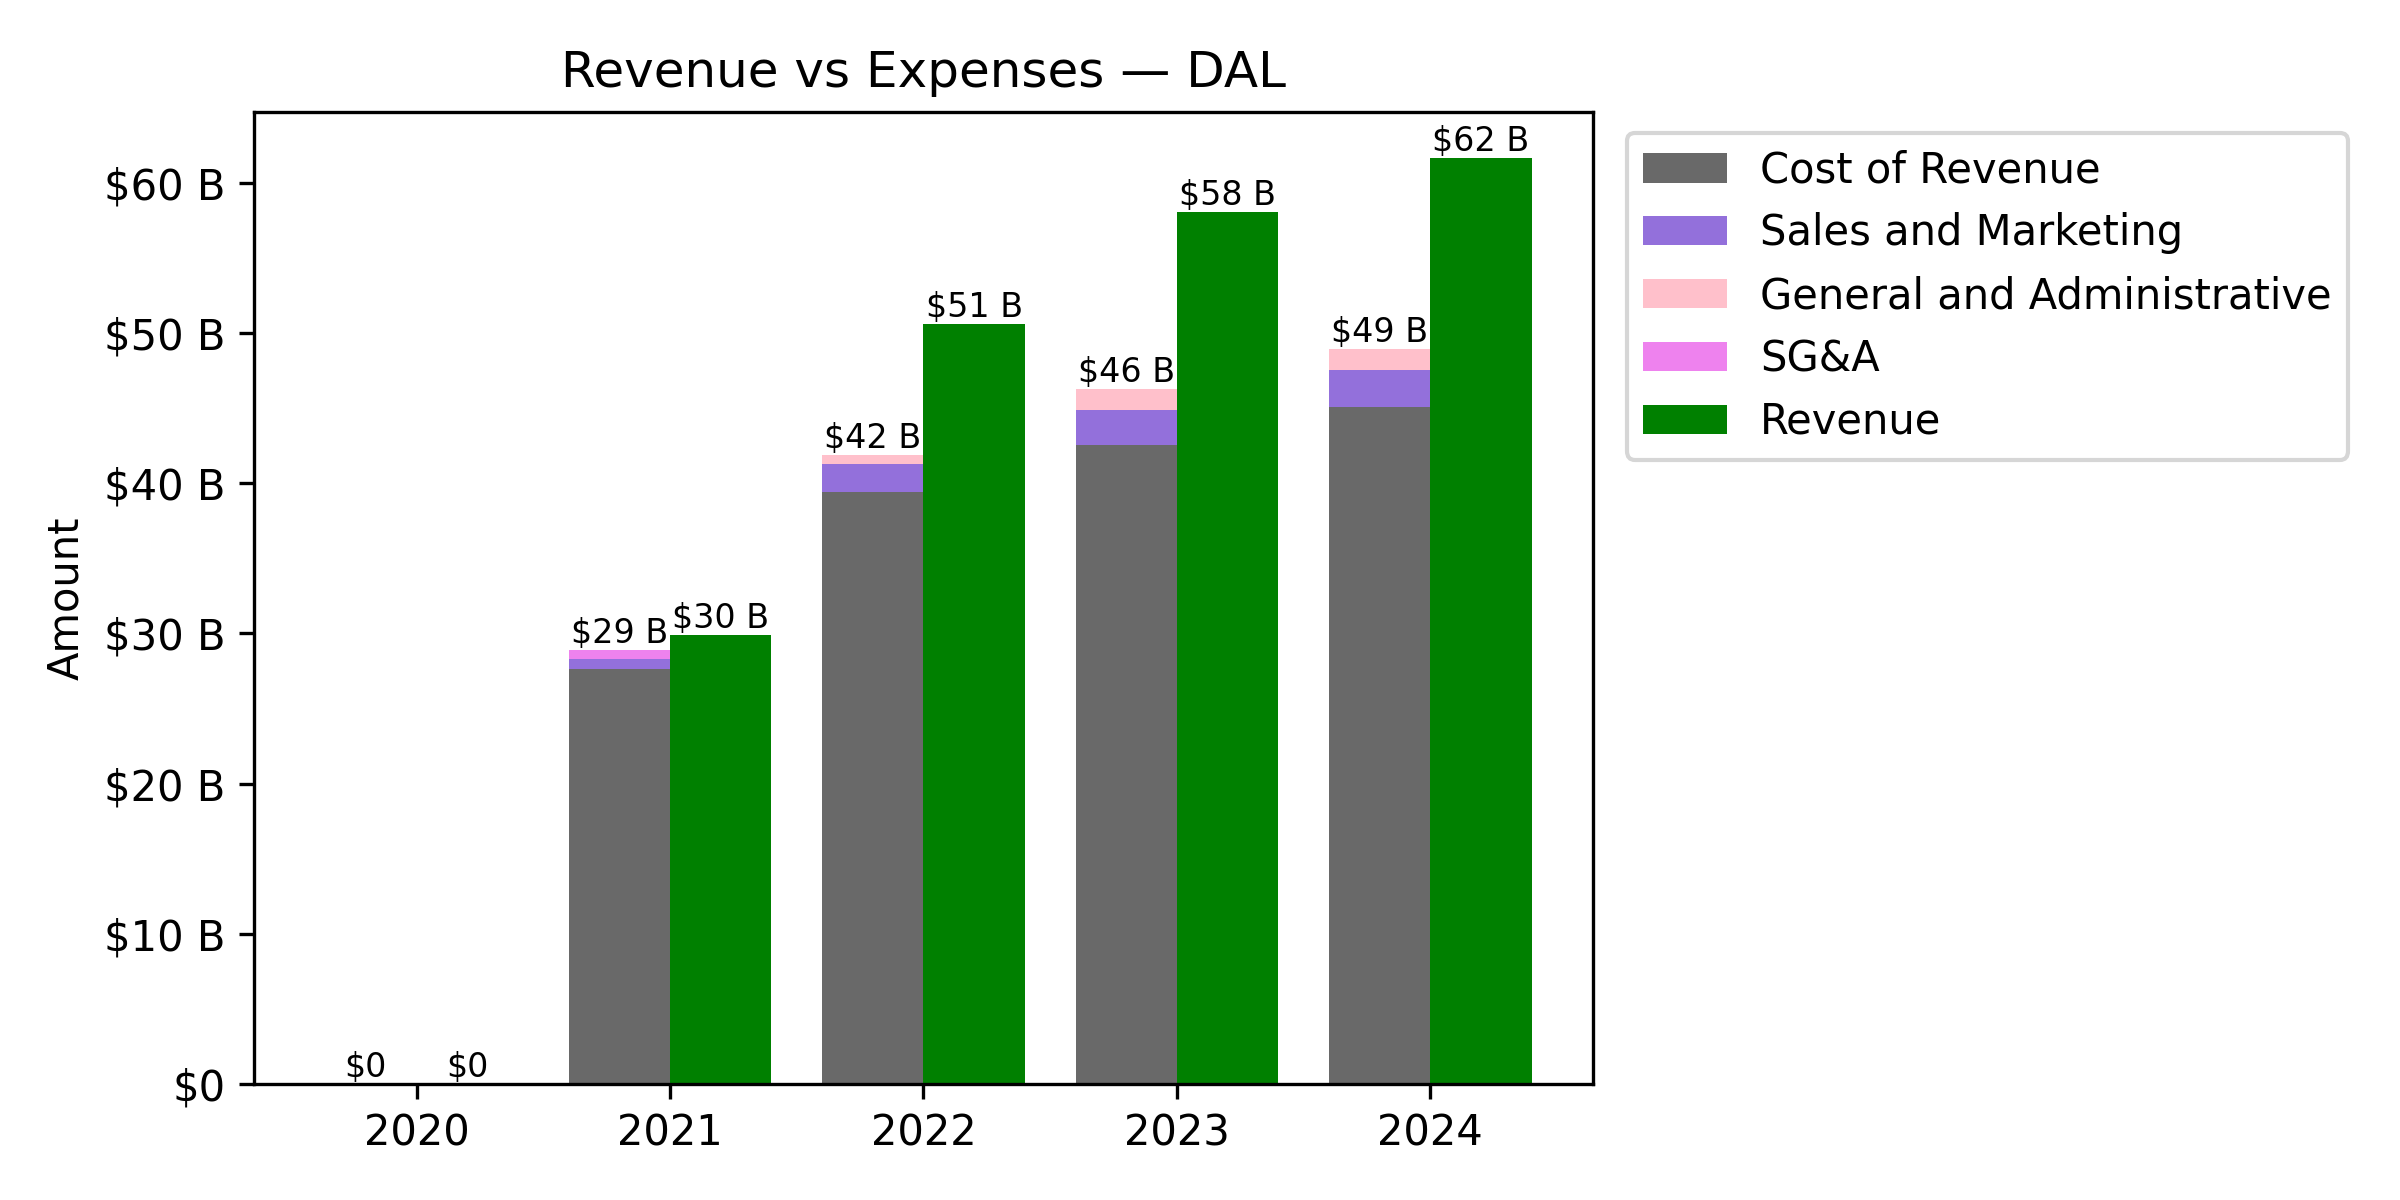 Revenue vs Expenses — DAL
Amount
$60 B
$50 B
$40 B
$30 B
$20 B
$10 B
$0
$0
$0
$29 B
$30 B
$42 B
$51 B
$46 B
$58 B
$49 B
$62 B
2020
2021
2022
2023
2024
Cost of Revenue
Sales and Marketing
General and Administrative
SG&A
Revenue